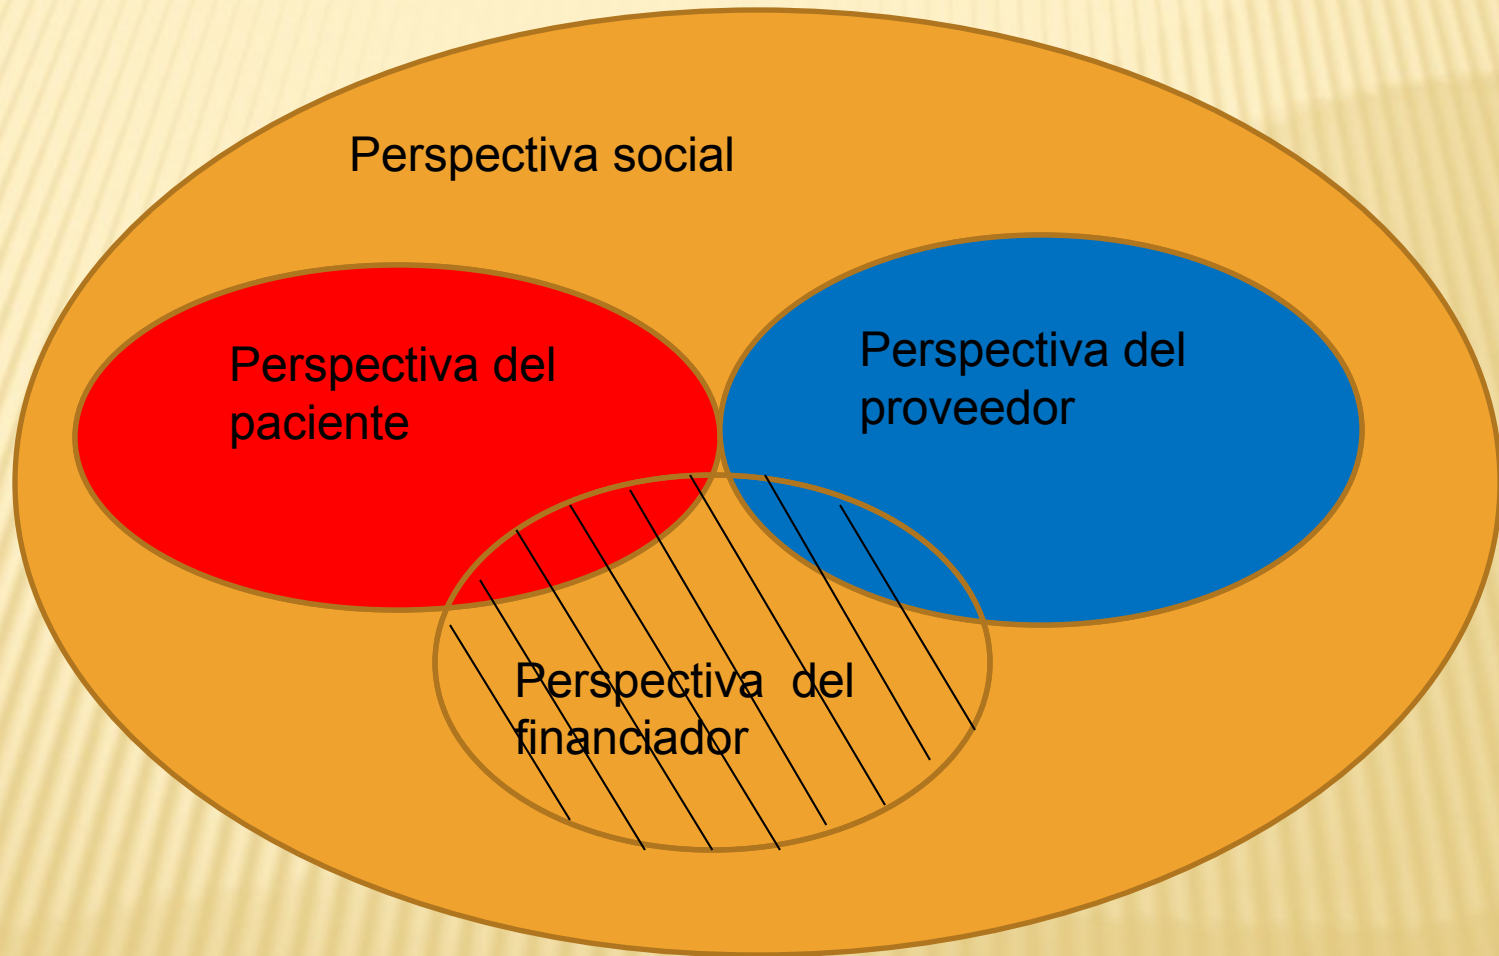 Perspectiva social
Perspectiva del
paciente
Perspectiva del
proveedor
Perspectiva  del
financiador